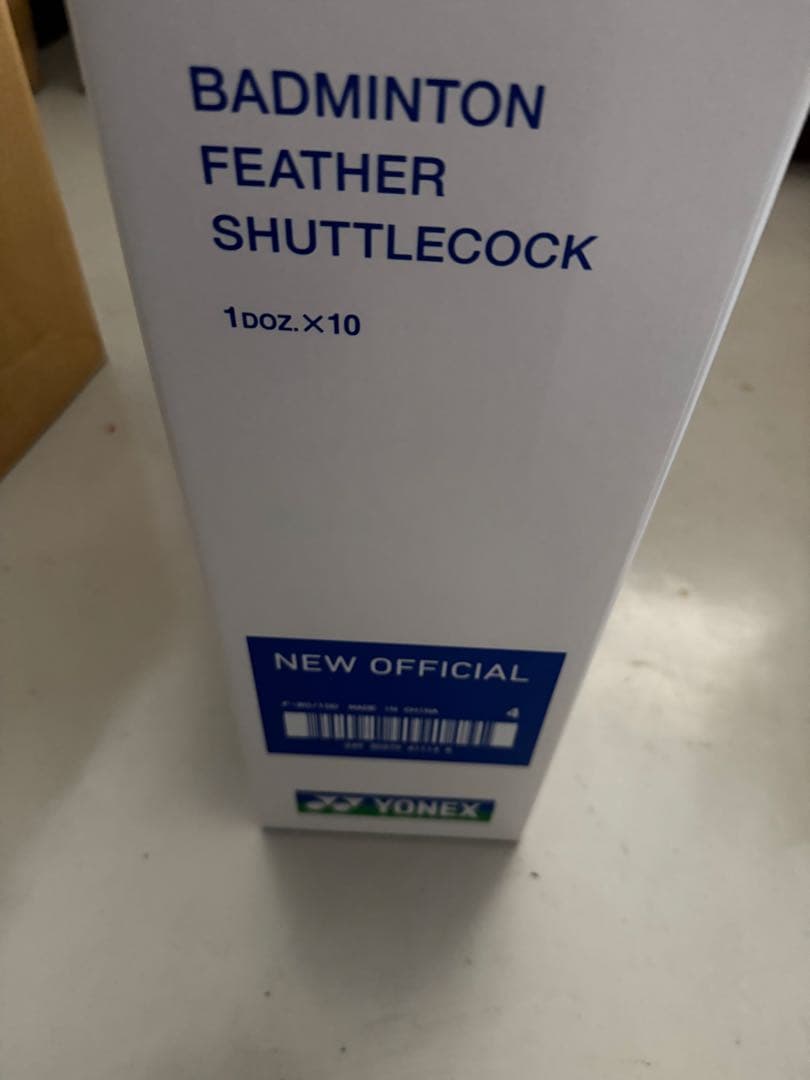 BADMINTON
FEATHER
SHUTTLECOCK
1DOZ.×10
NEW OFFICIAL
MADE IN CHINA 4
YONEX